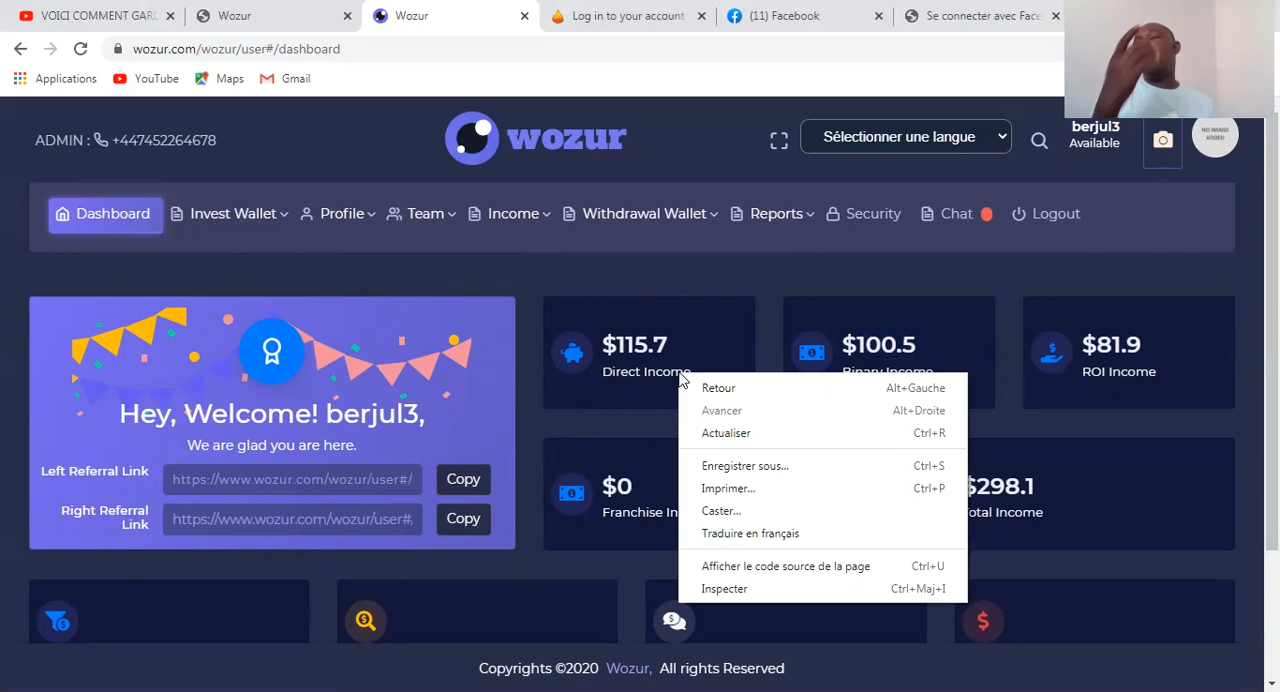 VOICI COMMENT GARI
Wozur
Wozur
Log in to your account
(11) Facebook
Se connecter avec Face
wozur.com/wozur/user#/dashboard
Applications
YouTube
Maps
Gmail
ADMIN : +447452264678
wozur
Sélectionner une langue
berjul3
Available
NO IMAGE
ADDED
Dashboard
Invest Wallet
Profile
Team
Income
Withdrawal Wallet
Reports
Security
Chat
Logout
Hey, Welcome! berjul3,
We are glad you are here.
Left Referral Link
https://www.wozur.com/wozur/user#/
Copy
Right Referral
Link
https://www.wozur.com/wozur/user#,
Copy
$115.7
Direct Income
$100.5
Binary Income
$81.9
ROI Income
$0
Franchise In
$298.1
Total Income
Retour Alt+Gauche
Avancer Alt+Droite
Actualiser Ctrl+R
Enregistrer sous... Ctrl+S
Imprimer... Ctrl+P
Caster...
Traduire en français
Afficher le code source de la page Ctrl+U
Inspecter Ctrl+Maj+I
Copyrights ©2020 Wozur, All rights Reserved